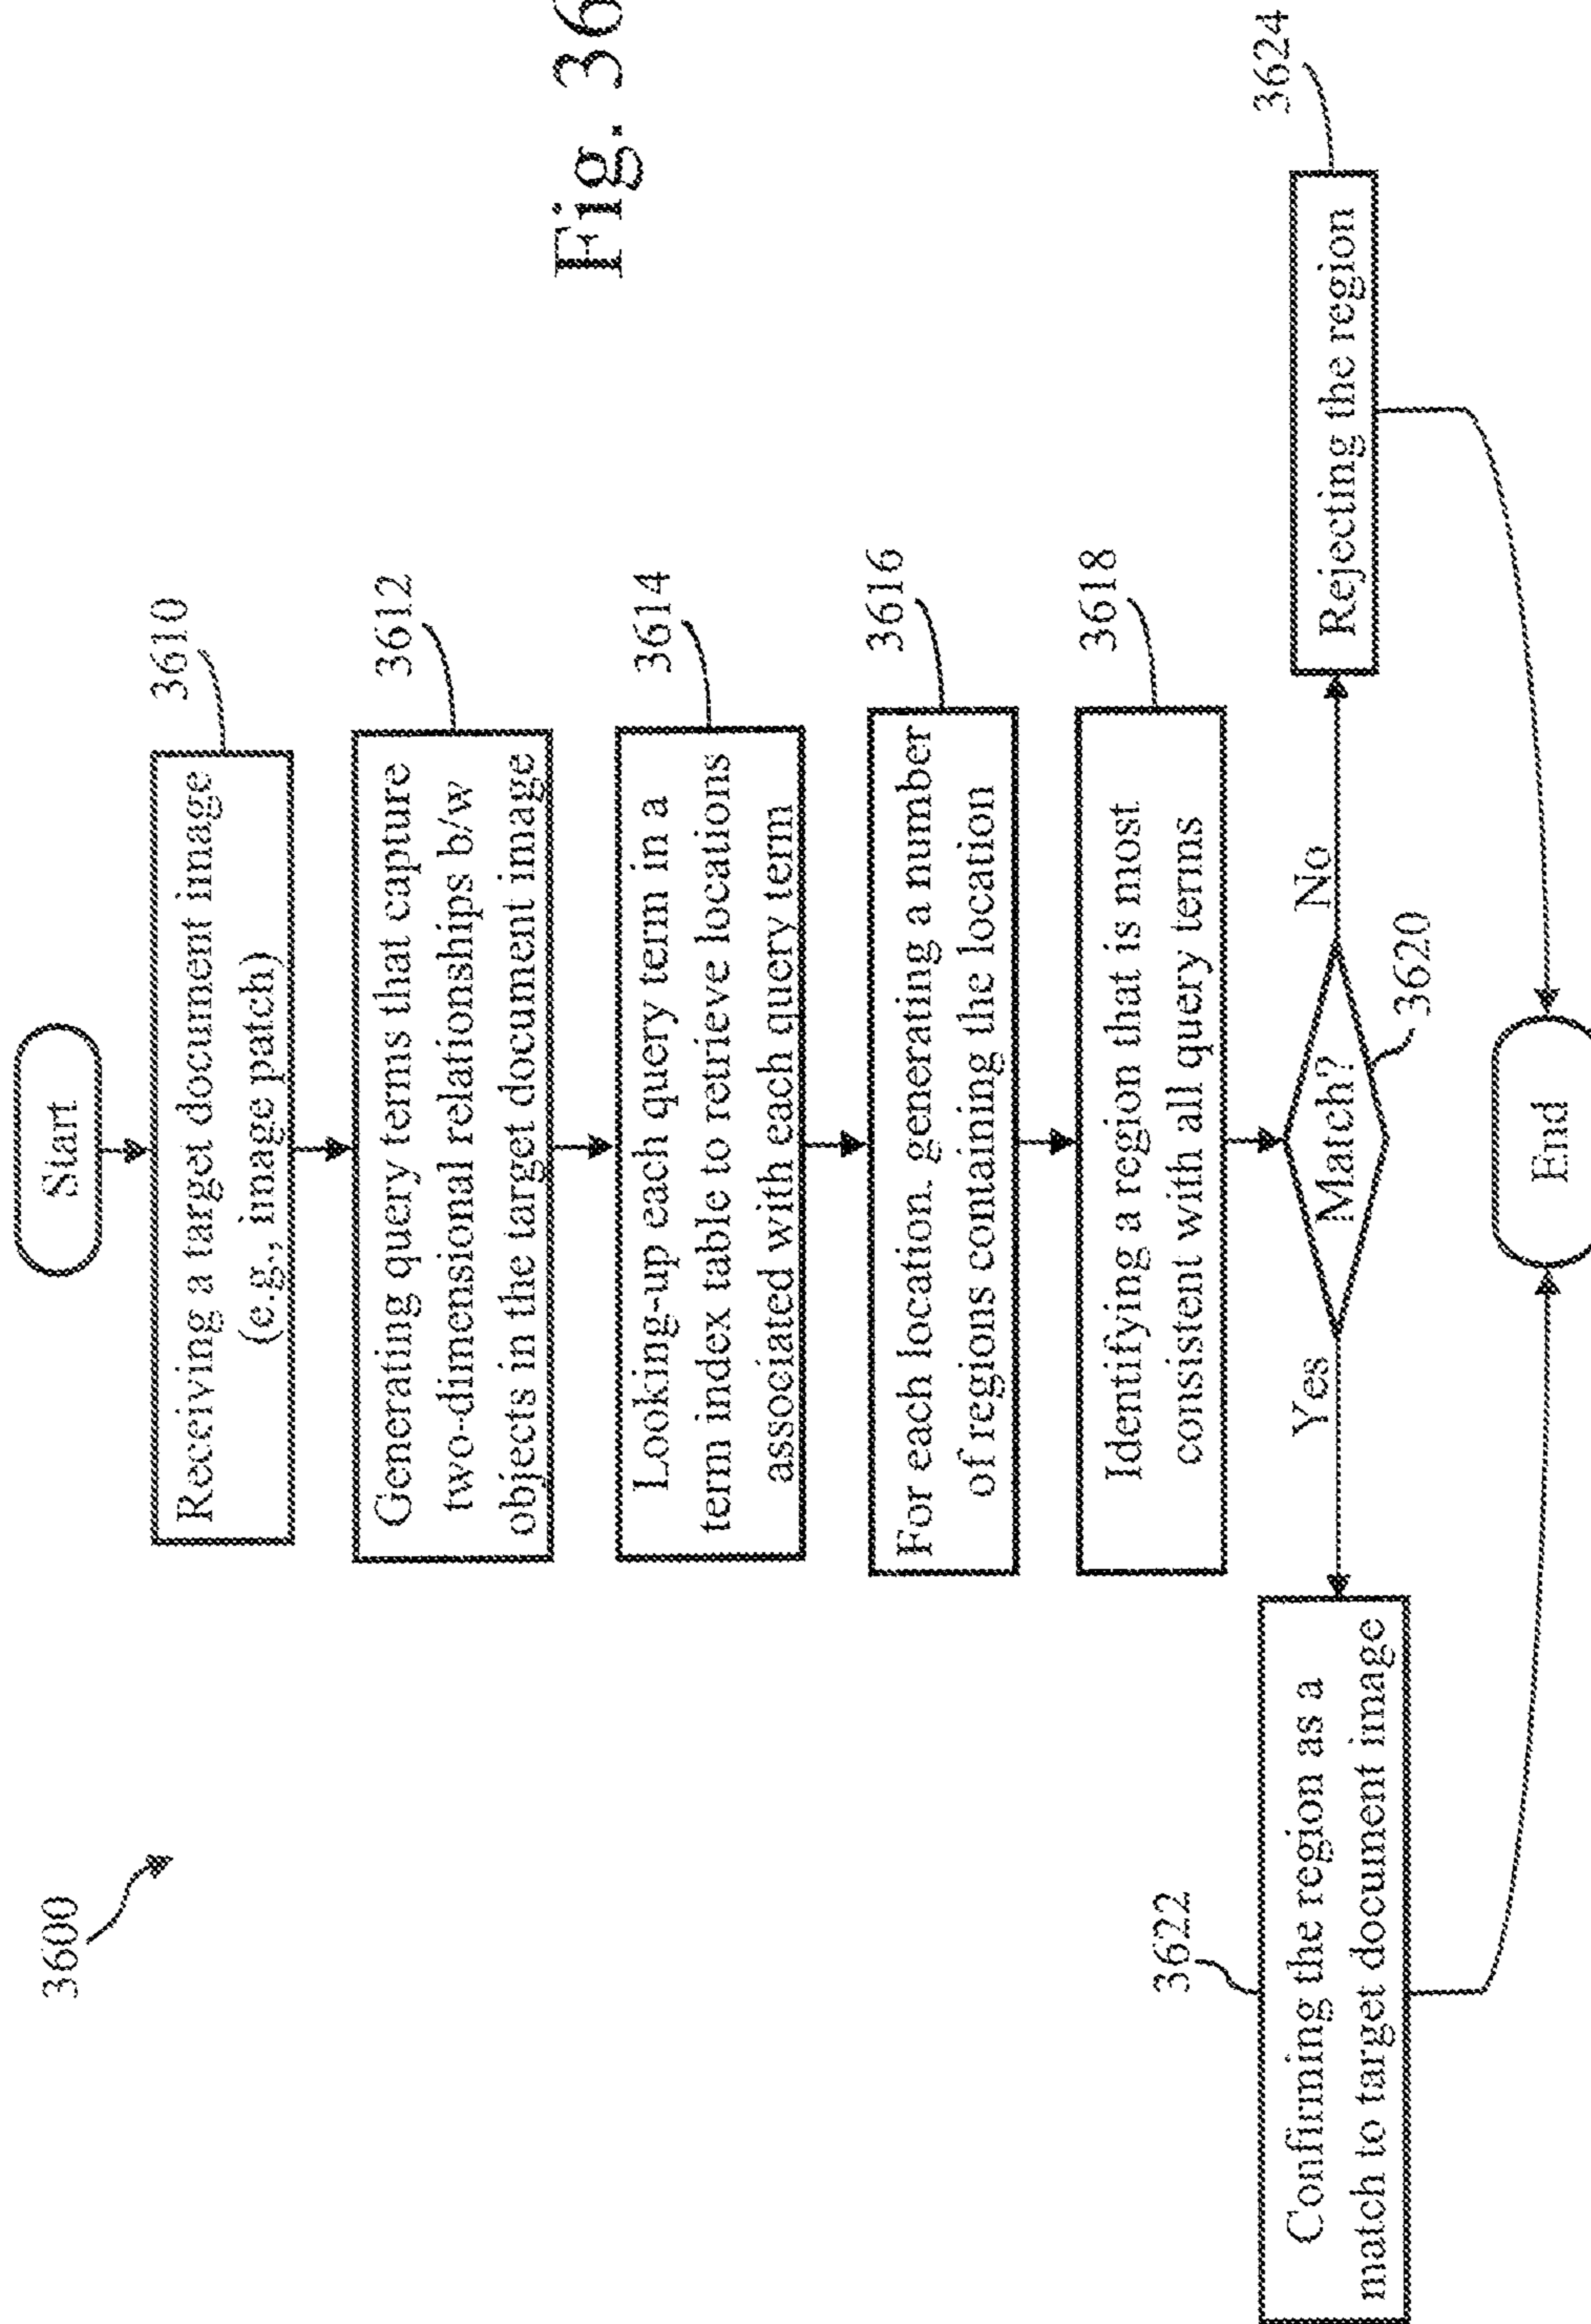 3600
Start
3610
Receiving a target document image
(e.g., image patch)
3612
Generating query terms that capture
two-dimensional relationships b/w
objects in the target document image
3614
Looking-up each query term in a
term index table to retrieve locations
associated with each query term
3616
For each location. generating a number
of regions containing the location
3618
Identifying a region that is most
consistent with all query terms
Match?
3620
Yes
No
3622
Confirming the region as a
match to target document image
3624
Rejecting the region
End
Fig. 36